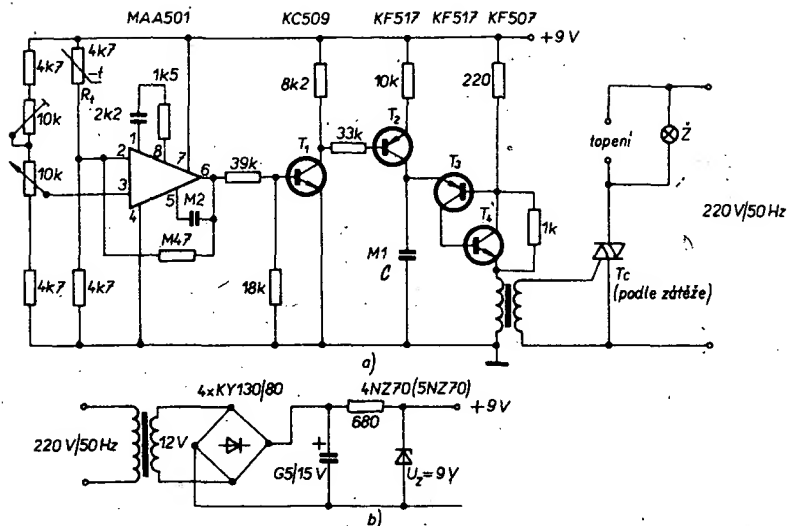 MAA501 KC509 KF517 KF517 KF507
+9 V
4k7
4k7
-t
Rt
1k5
2k2
8k2
10k
220
10k
10k
1
8
7
2
3
4
5
6
39k
M2
M47
T1
33k
T2
T3
T4
1k
topení
Ž
220 V/50 Hz
M1
C
18k
4k7
4k7
Tc
(podle zátěže)
a)
4xKY130/80
4NZ70 (5NZ70)
680
+9 V
220 V/50 Hz
12 V
+
G5/15 V
Uz=9 V
b)